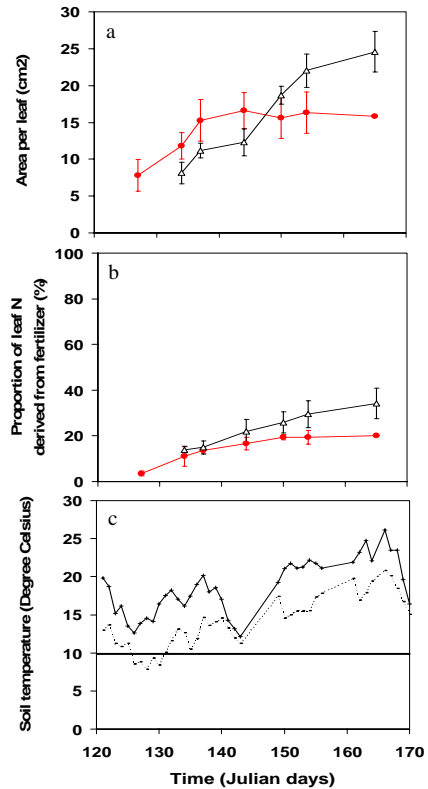 a
Area per leaf (cm2)
30
25
20
15
10
5
0
b
Proportion of leaf N
derived from fertilizer (%)
100
80
60
40
20
0
c
Soil temperature (Degree Celsius)
30
25
20
15
10
5
0
120 130 140 150 160 170
Time (Julian days)